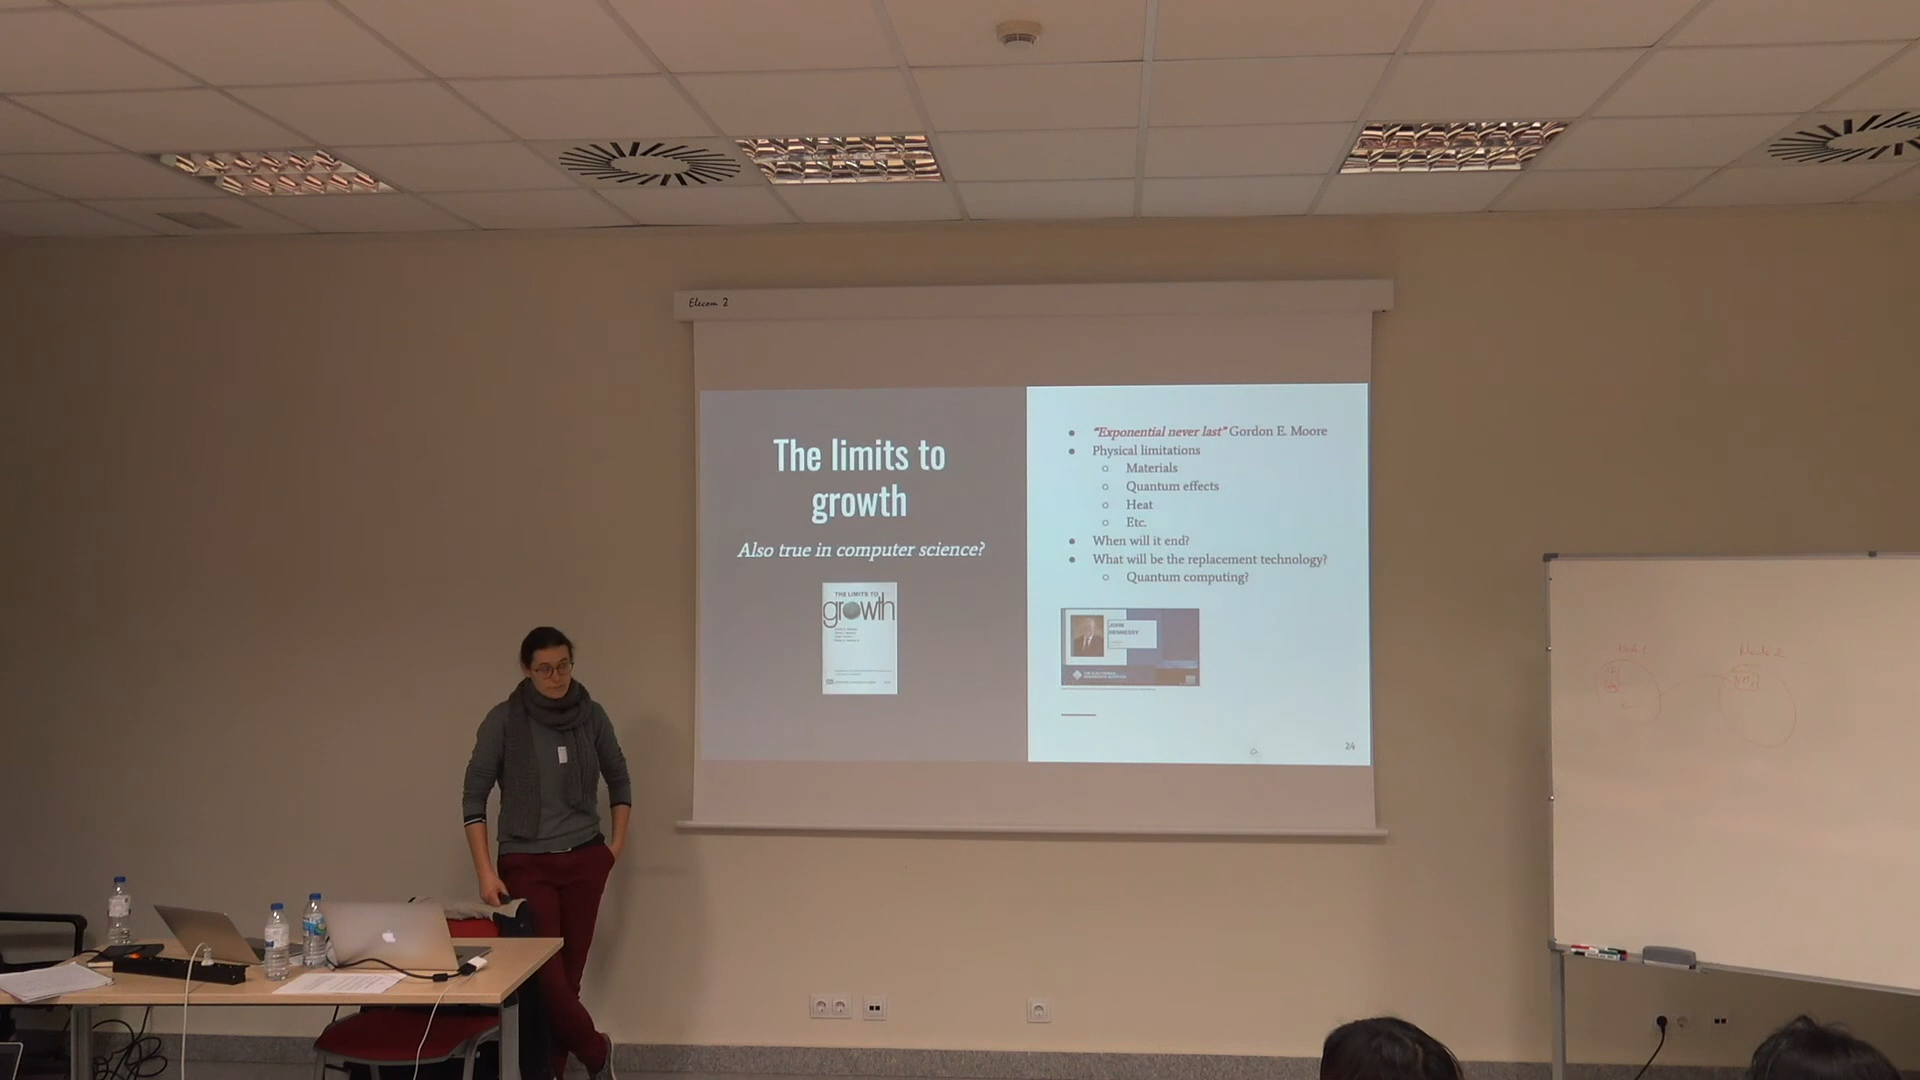 Elecom 2
The limits to
growth
Also true in computer science?
THE LIMITS TO
growth
● "Exponential never last" Gordon E. Moore
● Physical limitations
○ Materials
○ Quantum effects
○ Heat
○ Etc.
● When will it end?
● What will be the replacement technology?
○ Quantum computing?
JOHN
HENNESSY
24